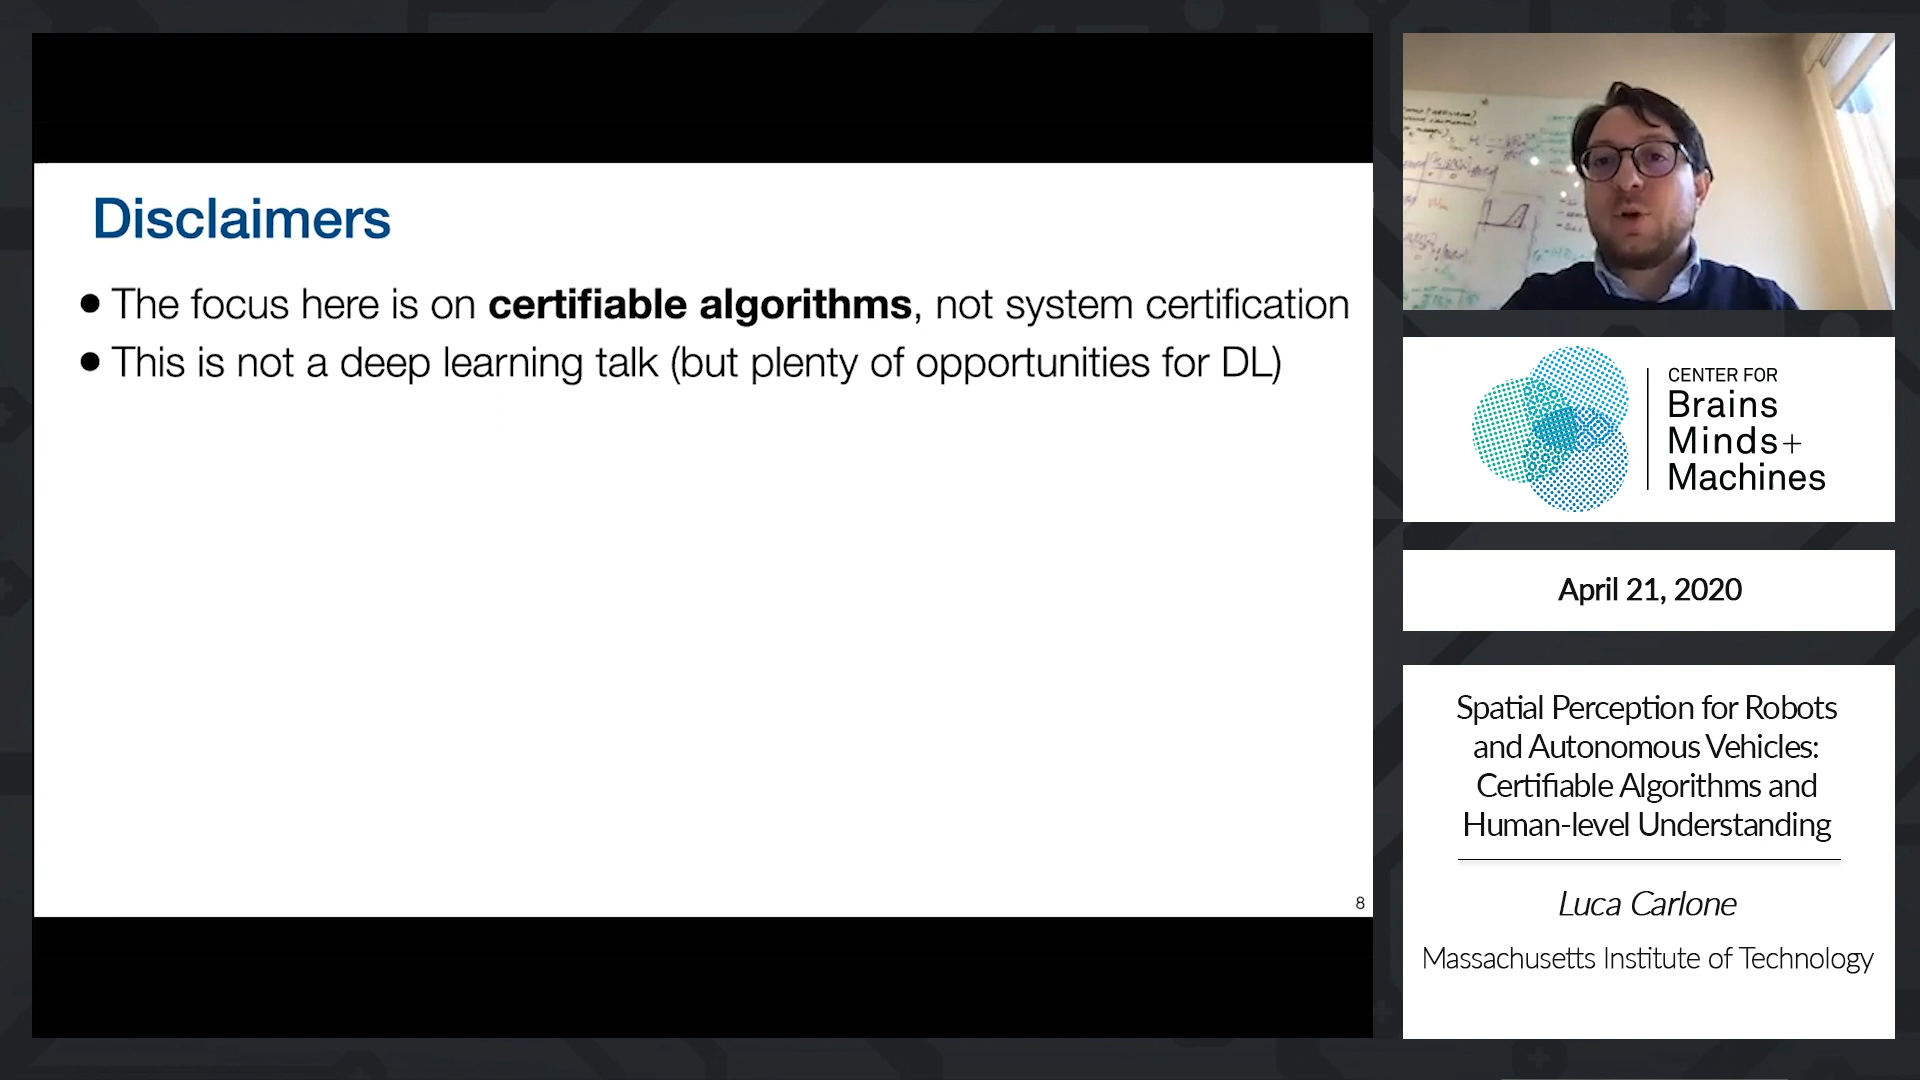 Disclaimers
● The focus here is on certifiable algorithms, not system certification
● This is not a deep learning talk (but plenty of opportunities for DL)
8
CENTER FOR
Brains
Minds+
Machines
April 21, 2020
Spatial Perception for Robots
and Autonomous Vehicles:
Certifiable Algorithms and
Human-level Understanding
Luca Carlone
Massachusetts Institute of Technology